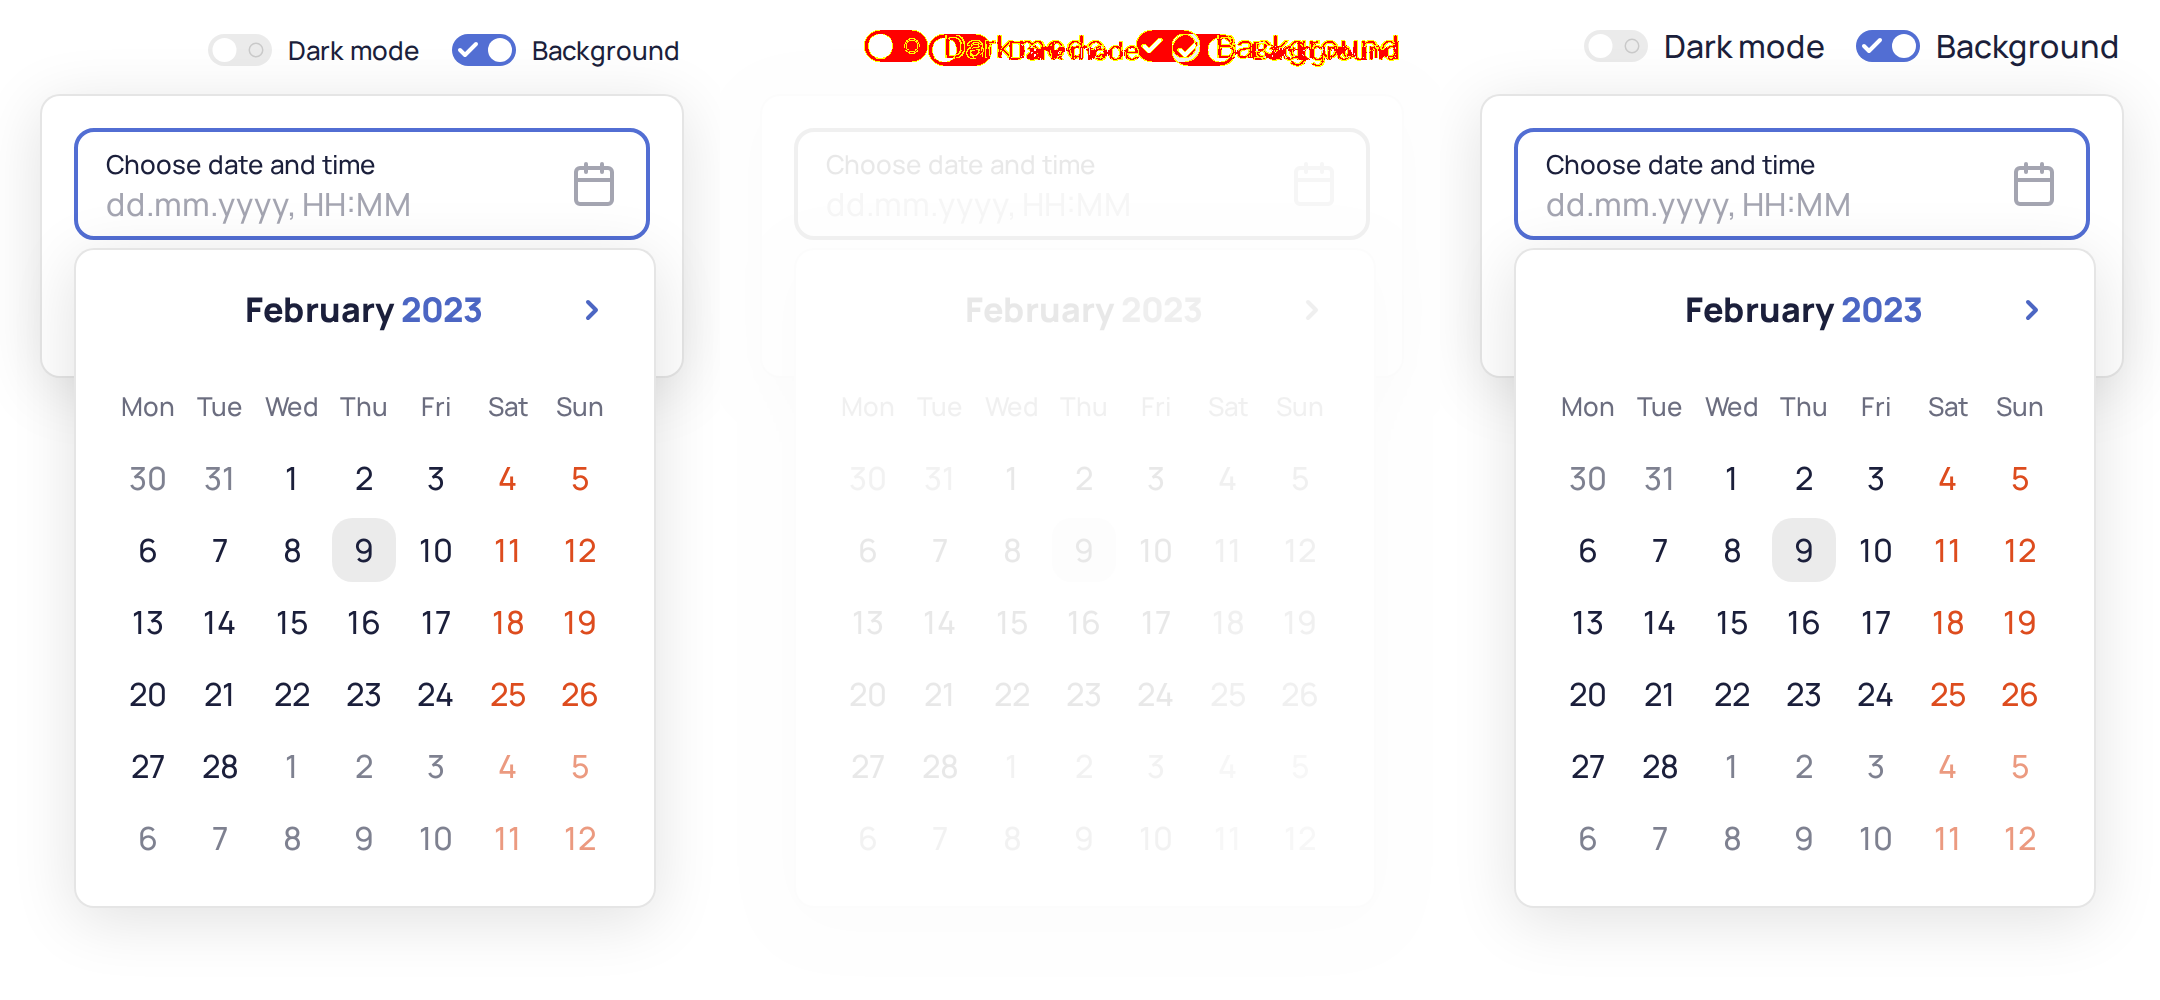 Dark mode Background
Choose date and time
dd.mm.yyyy, HH:MM
February 2023
Mon Tue Wed Thu Fri Sat Sun
30 31 1 2 3 4 5
6 7 8 9 10 11 12
13 14 15 16 17 18 19
20 21 22 23 24 25 26
27 28 1 2 3 4 5
6 7 8 9 10 11 12
Dark mode Background
Choose date and time
dd.mm.yyyy, HH:MM
February 2023
Mon Tue Wed Thu Fri Sat Sun
30 31 1 2 3 4 5
6 7 8 9 10 11 12
13 14 15 16 17 18 19
20 21 22 23 24 25 26
27 28 1 2 3 4 5
6 7 8 9 10 11 12
Dark mode Background
Choose date and time
dd.mm.yyyy, HH:MM
February 2023
Mon Tue Wed Thu Fri Sat Sun
30 31 1 2 3 4 5
6 7 8 9 10 11 12
13 14 15 16 17 18 19
20 21 22 23 24 25 26
27 28 1 2 3 4 5
6 7 8 9 10 11 12